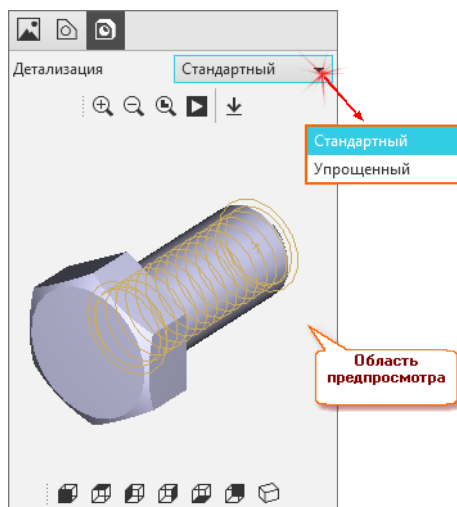 Детализация
Стандартный
Стандартный
Упрощенный
Область
предпросмотра